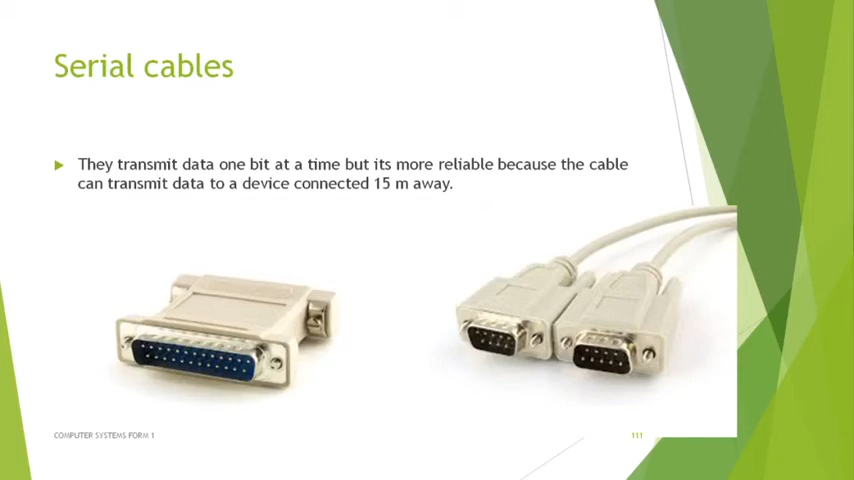 Serial cables
They transmit data one bit at a time but its more reliable because the cable
can transmit data to a device connected 15 m away.
COMPUTER SYSTEMS FORM 1
111